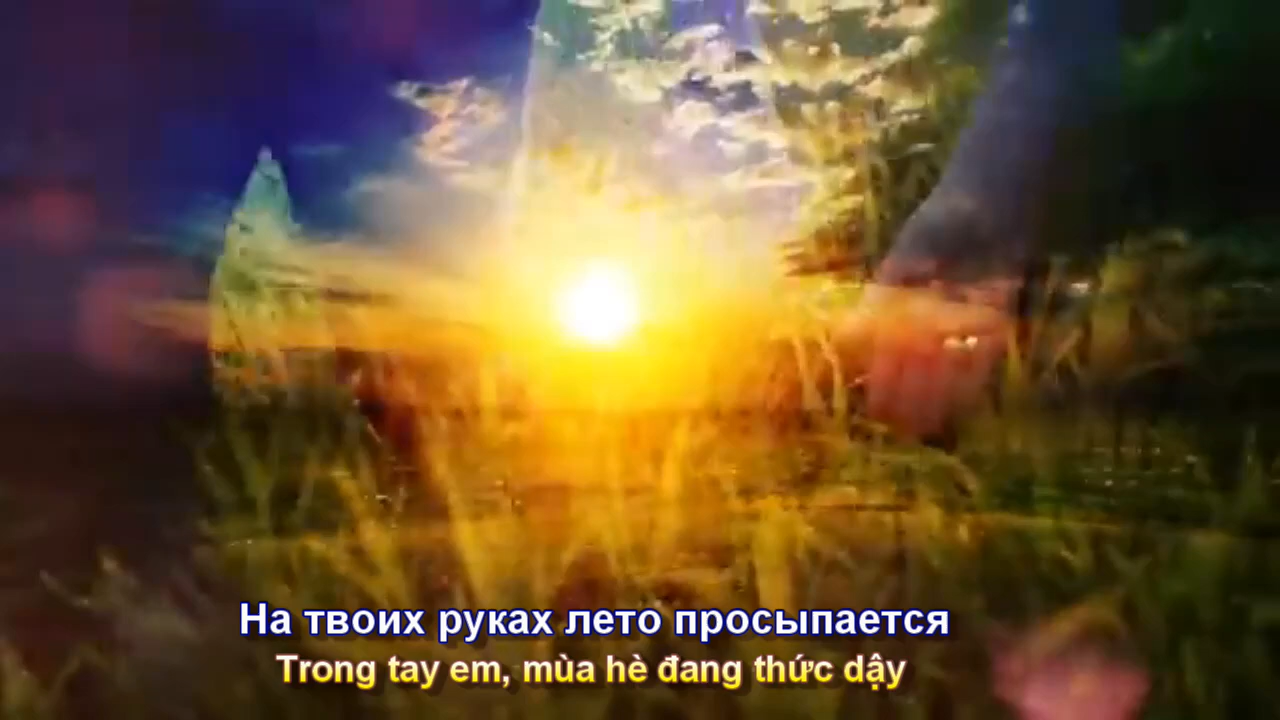 На твоих руках лето просыпается
Trong tay em, mùa hè đang thức dậy